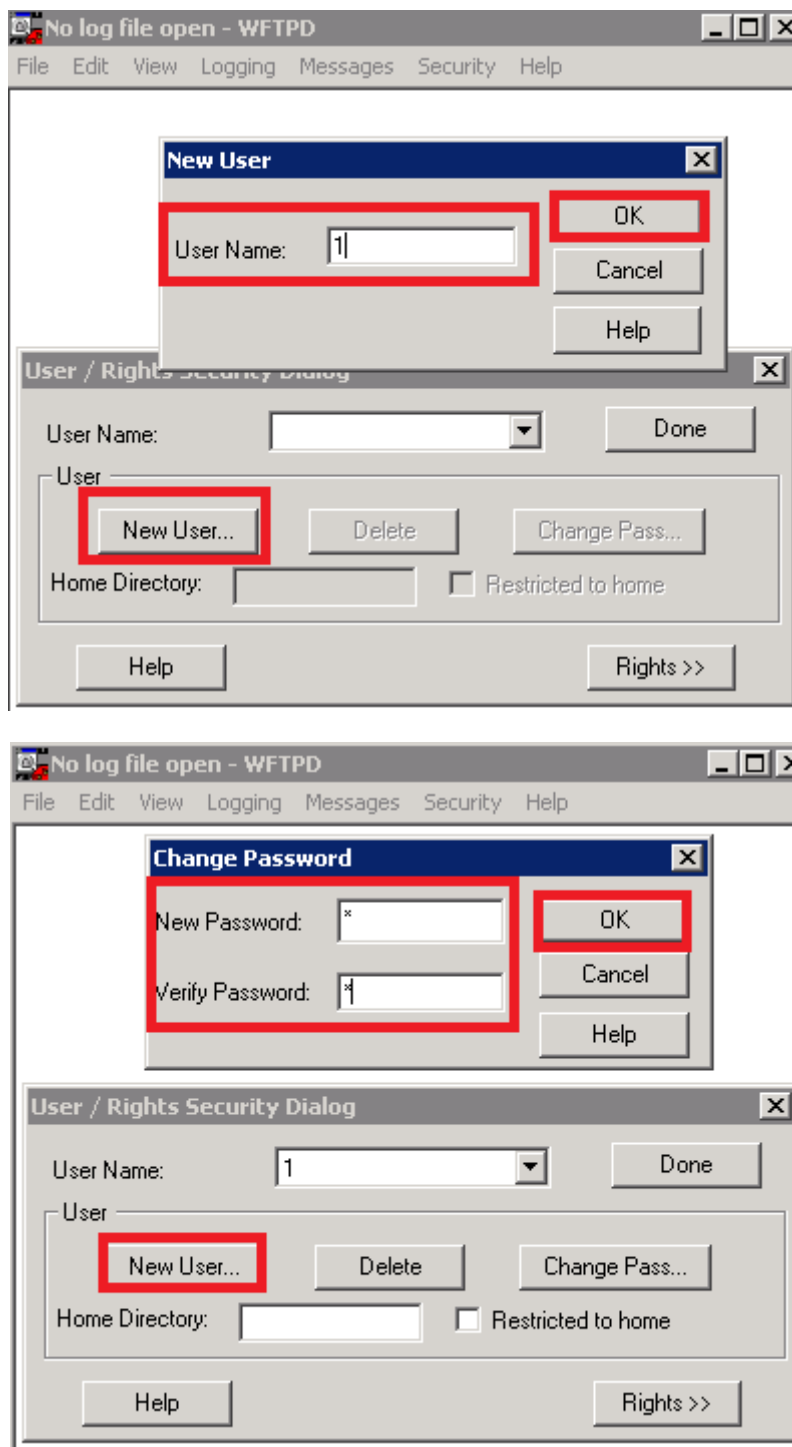 No log file open - WFTPD
File Edit View Logging Messages Security Help
New User
User Name: 1
OK
Cancel
Help
User / Rights Security Dialog
User Name:
Done
User
New User...
Delete
Change Pass...
Home Directory:
Restricted to home
Help
Rights >>
No log file open - WFTPD
File Edit View Logging Messages Security Help
Change Password
New Password: *
OK
Verify Password: *
Cancel
Help
User / Rights Security Dialog
User Name: 1
Done
User
New User...
Delete
Change Pass...
Home Directory:
Restricted to home
Help
Rights >>